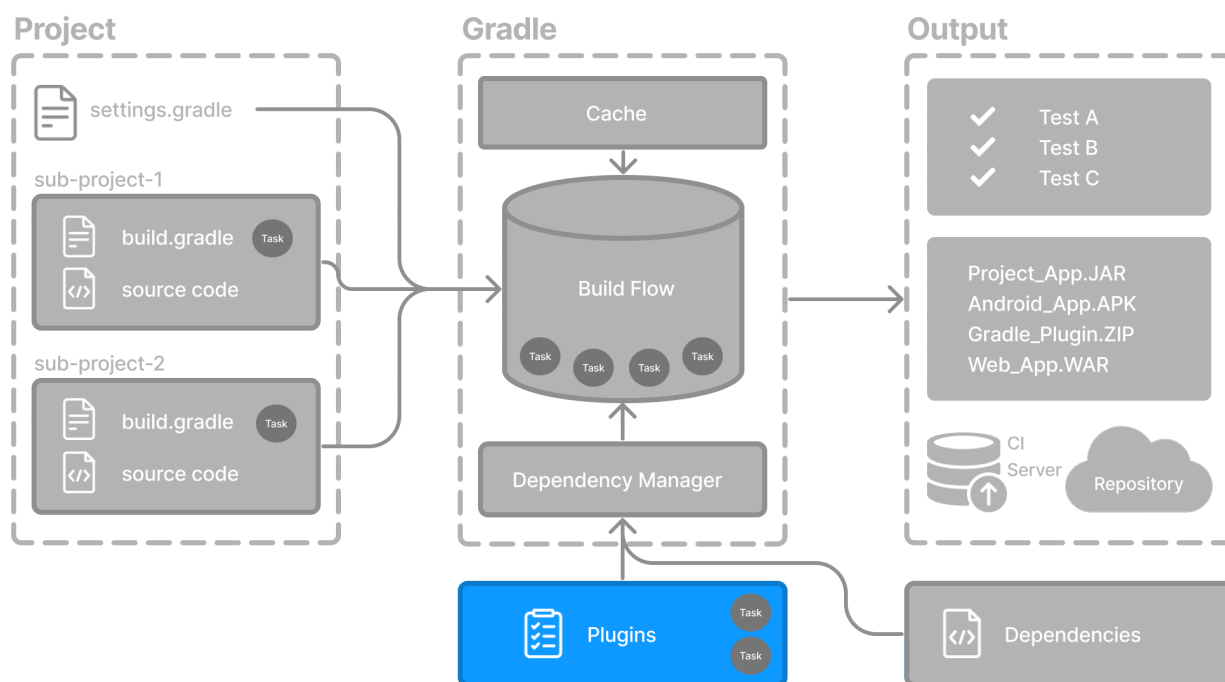 Project
settings.gradle
sub-project-1
build.gradle
Task
source code
sub-project-2
build.gradle
Task
source code
Gradle
Cache
Build Flow
Task
Task
Task
Task
Dependency Manager
Plugins
Task
Task
Output
Test A
Test B
Test C
Project_App.JAR
Android_App.APK
Gradle_Plugin.ZIP
Web_App.WAR
CI
Server
Repository
Dependencies